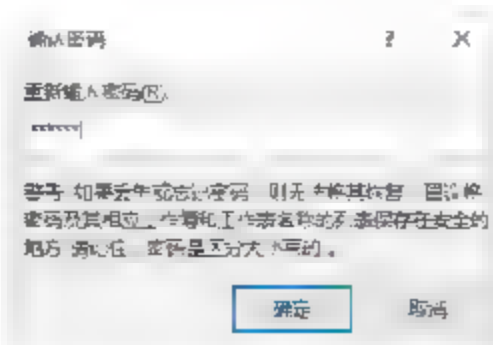 确认密码
重新输入密码(R)
*******
警告: 如果丢失或忘记密码, 则无法将其恢复。建议将
密码及其相应工作簿和工作表名称的列表保存在安全的
地方 请记住, 密码是区分大小写的。
确定 取消